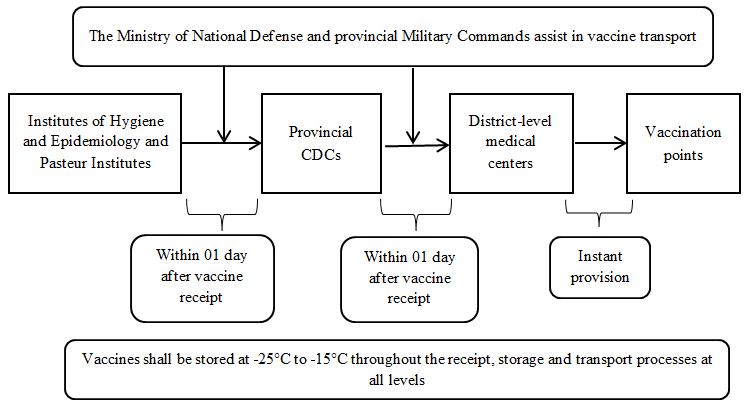 The Ministry of National Defense and provincial Military Commands assist in vaccine transport
Institutes of Hygiene
and Epidemiology and
Pasteur Institutes
Provincial
CDCs
District-level
medical
centers
Vaccination
points
Within 01 day
after vaccine
receipt
Within 01 day
after vaccine
receipt
Instant
provision
Vaccines shall be stored at -25°C to -15°C throughout the receipt, storage and transport processes at
all levels